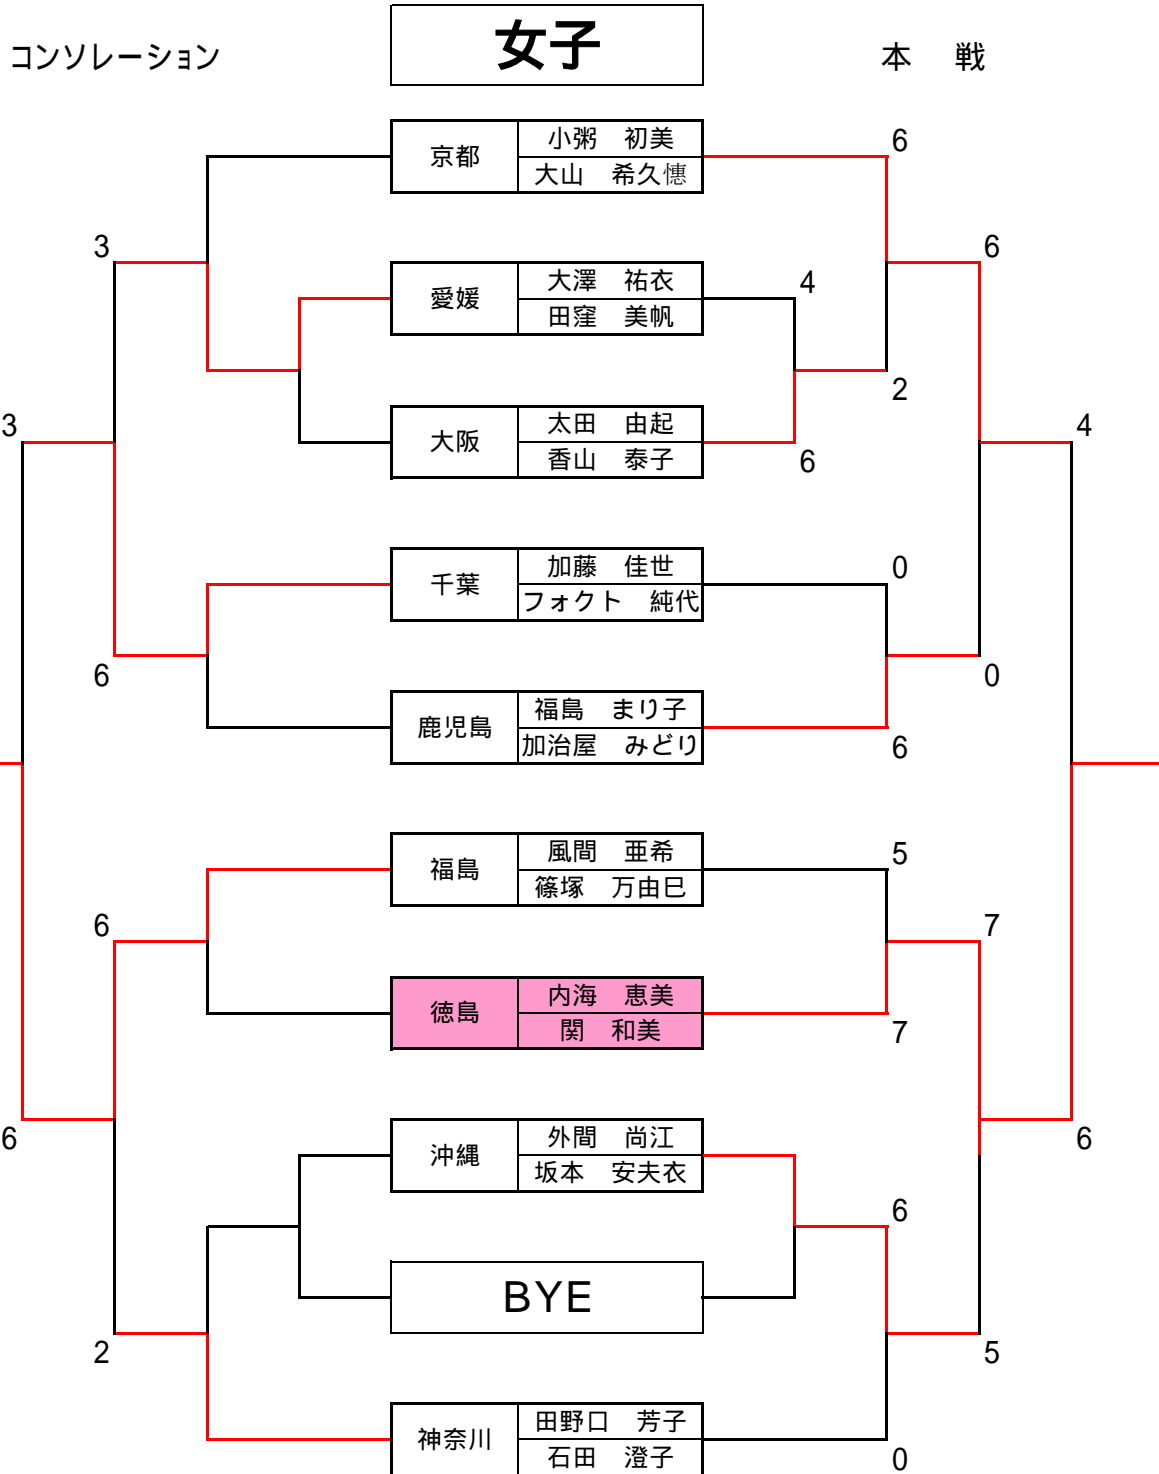 女子
コンソレーション
本　戦
京都
小粥　初美
大山　希久憓
6
3
6
愛媛
大澤　祐衣
田窪　美帆
4
2
3
大阪
太田　由起
香山　泰子
4
6
千葉
加藤　佳世
フォクト　純代
0
6
0
鹿児島
福島　まり子
加治屋　みどり
6
福島
風間　亜希
篠塚　万由巳
5
6
7
徳島
内海　恵美
関　和美
7
6
沖縄
外間　尚江
坂本　安夫衣
6
6
BYE
2
5
神奈川
田野口　芳子
石田　澄子
0